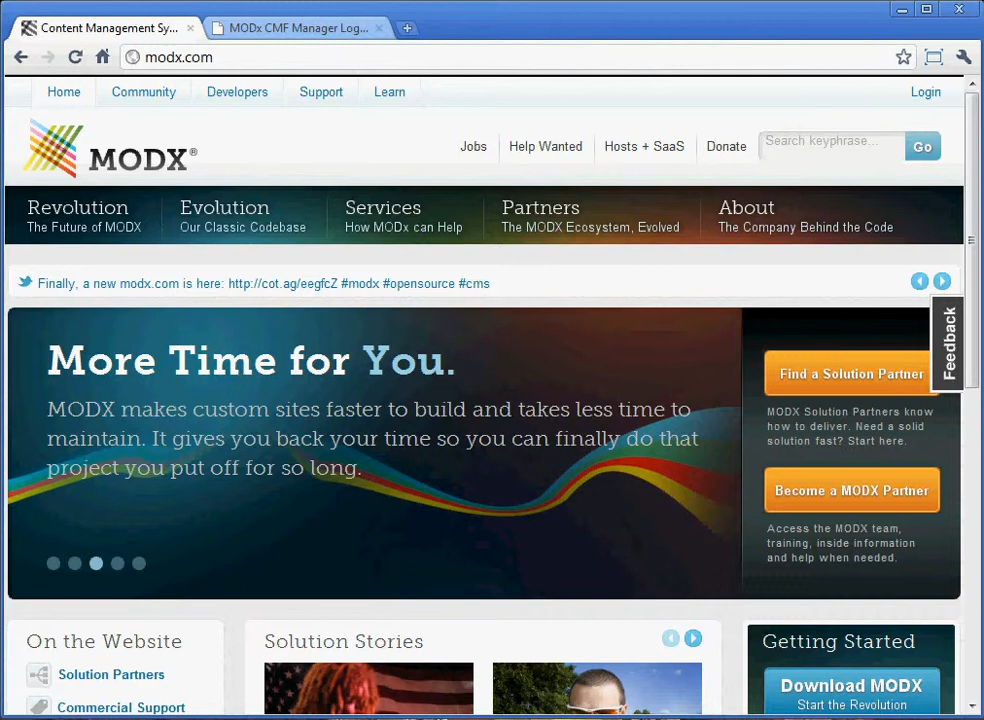 Content Management Sy...
MODx CMF Manager Log...
modx.com
Home
Community
Developers
Support
Learn
Login
MODX®
Jobs
Help Wanted
Hosts + SaaS
Donate
Search keyphrase...
Go
Revolution
The Future of MODX
Evolution
Our Classic Codebase
Services
How MODx can Help
Partners
The MODX Ecosystem, Evolved
About
The Company Behind the Code
Finally, a new modx.com is here: http://cot.ag/eegfcZ #modx #opensource #cms
Feedback
More Time for You.
MODX makes custom sites faster to build and takes less time to
maintain. It gives you back your time so you can finally do that
project you put off for so long.
Find a Solution Partner
MODX Solution Partners know
how to deliver. Need a solid
solution fast? Start here.
Become a MODX Partner
Access the MODX team,
training, inside information
and help when needed.
On the Website
Solution Partners
Commercial Support
Solution Stories
Getting Started
Download MODX
Start the Revolution